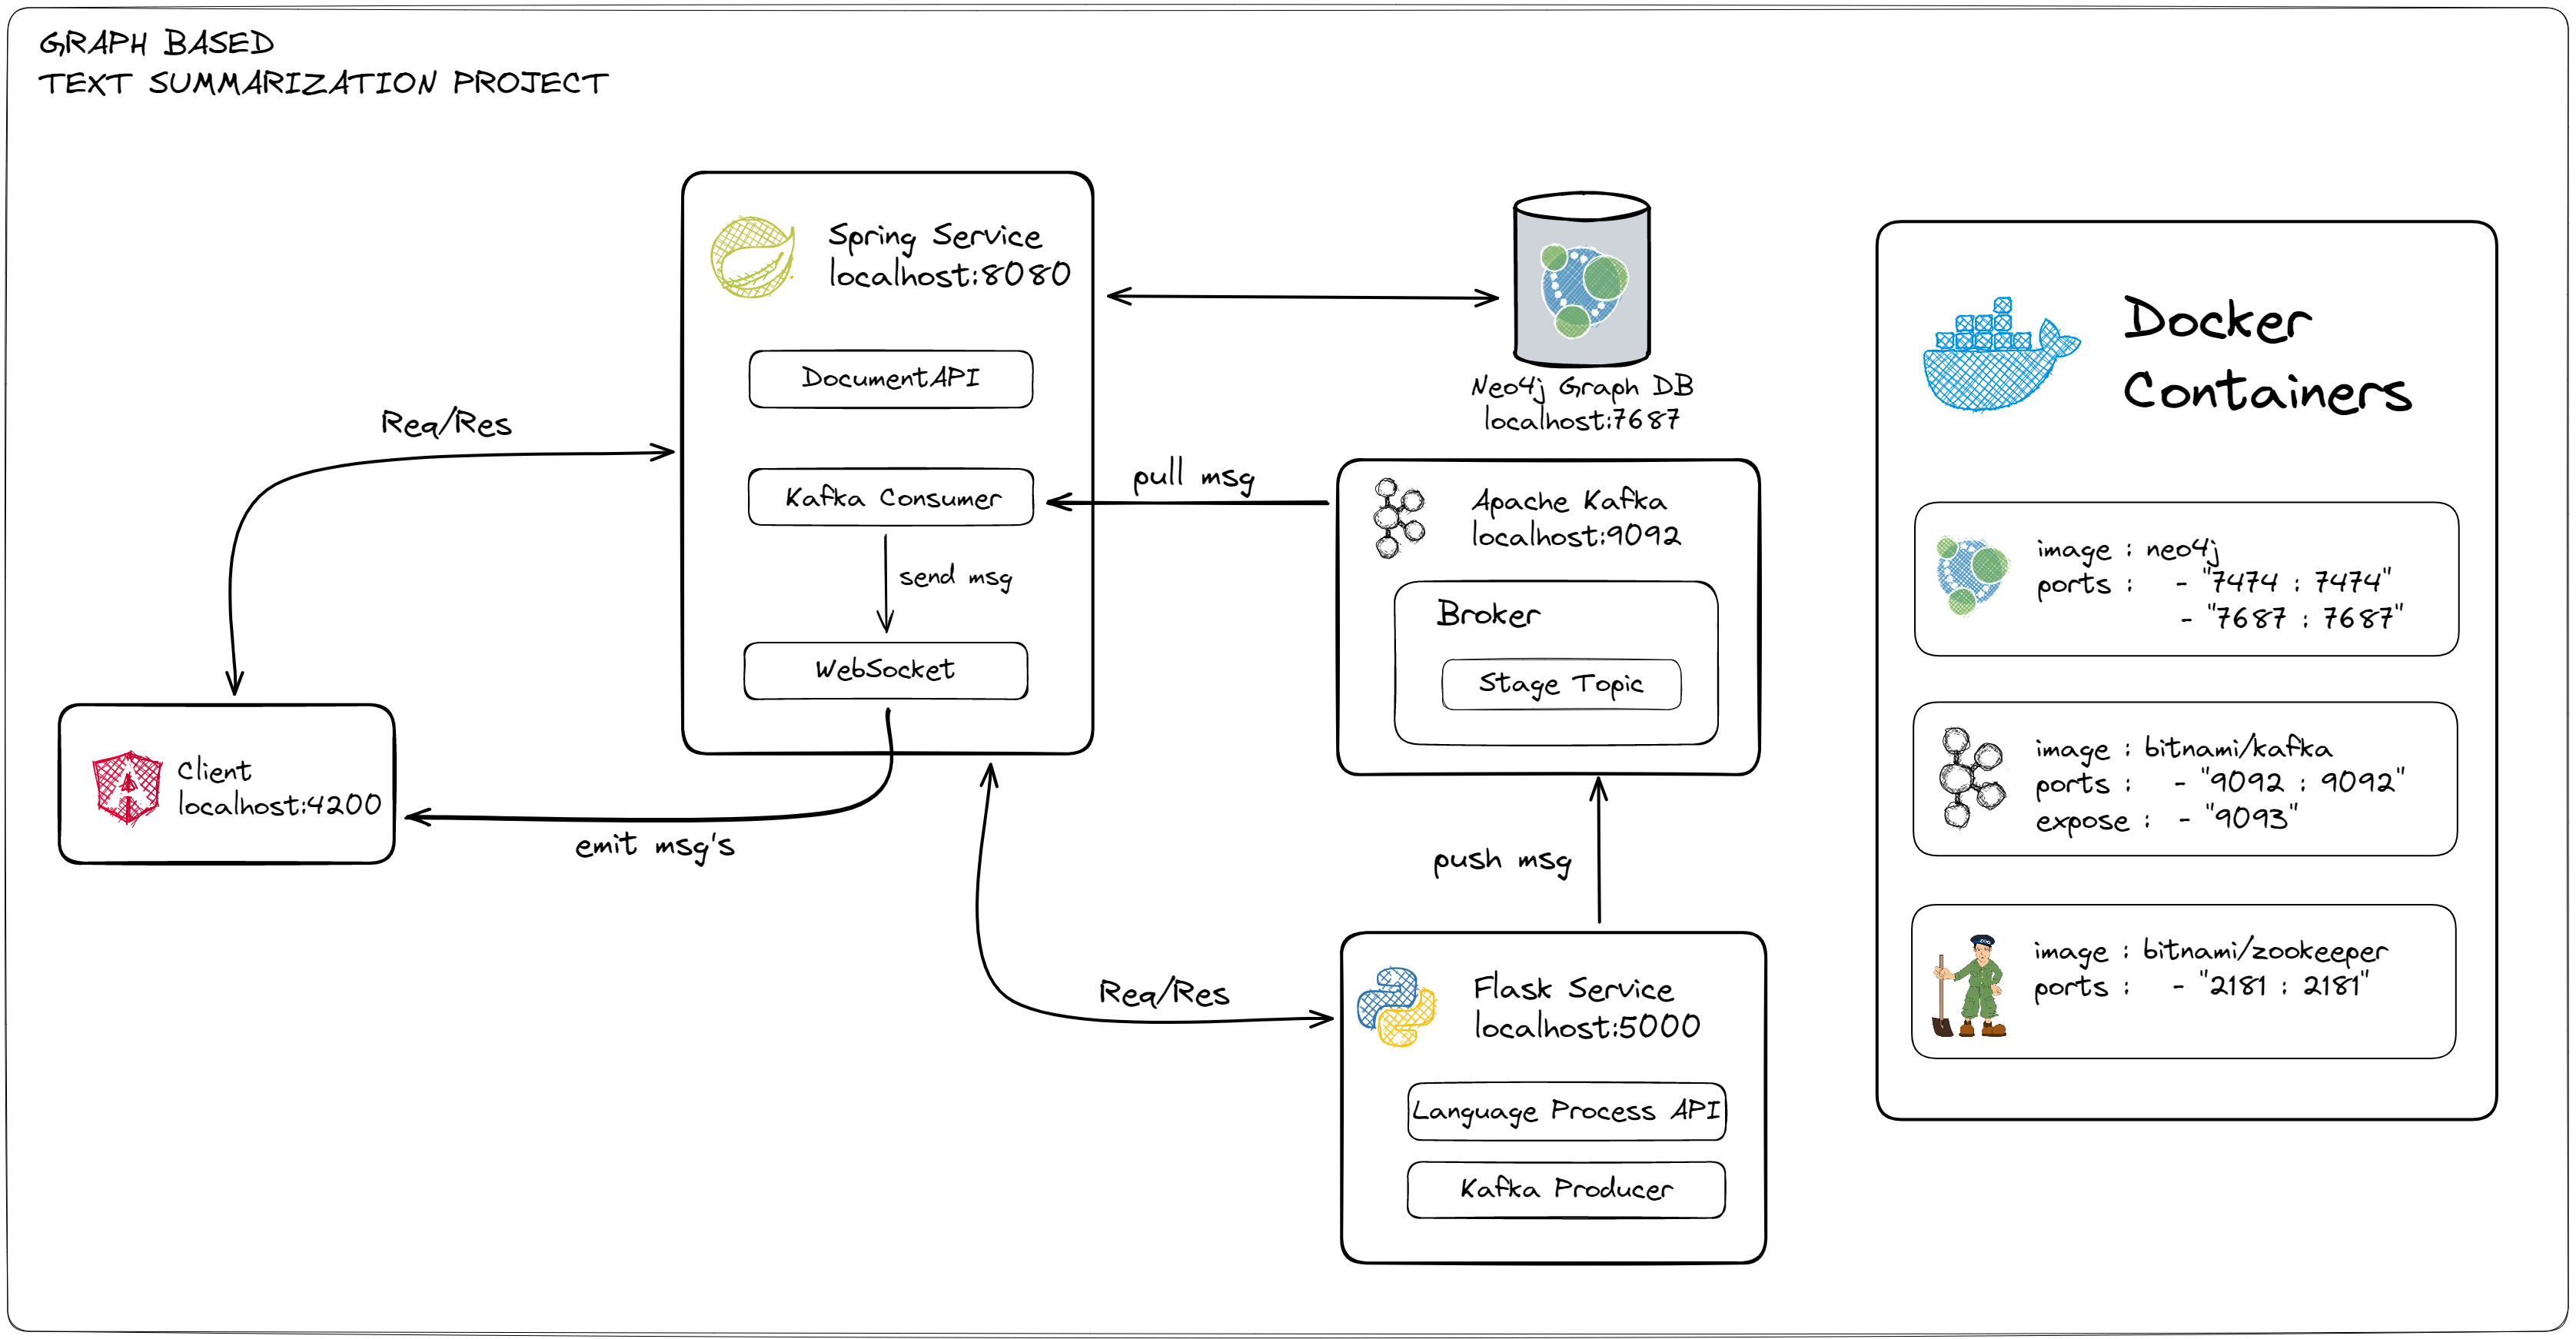 GRAPH BASED
TEXT SUMMARIZATION PROJECT
Spring Service
localhost:8080
DocumentAPI
Kafka Consumer
send msg
WebSocket
Req/Res
Client
localhost:4200
emit msg's
pull msg
Neo4j Graph DB
localhost:7687
Apache Kafka
localhost:9092
Broker
Stage Topic
push msg
Req/Res
Flask Service
localhost:5000
Language Process API
Kafka Producer
Docker
Containers
image : neo4j
ports : - "7474 : 7474"
- "7687 : 7687"
image : bitnami/kafka
ports : - "9092 : 9092"
expose : - "9093"
image : bitnami/zookeeper
ports : - "2181 : 2181"